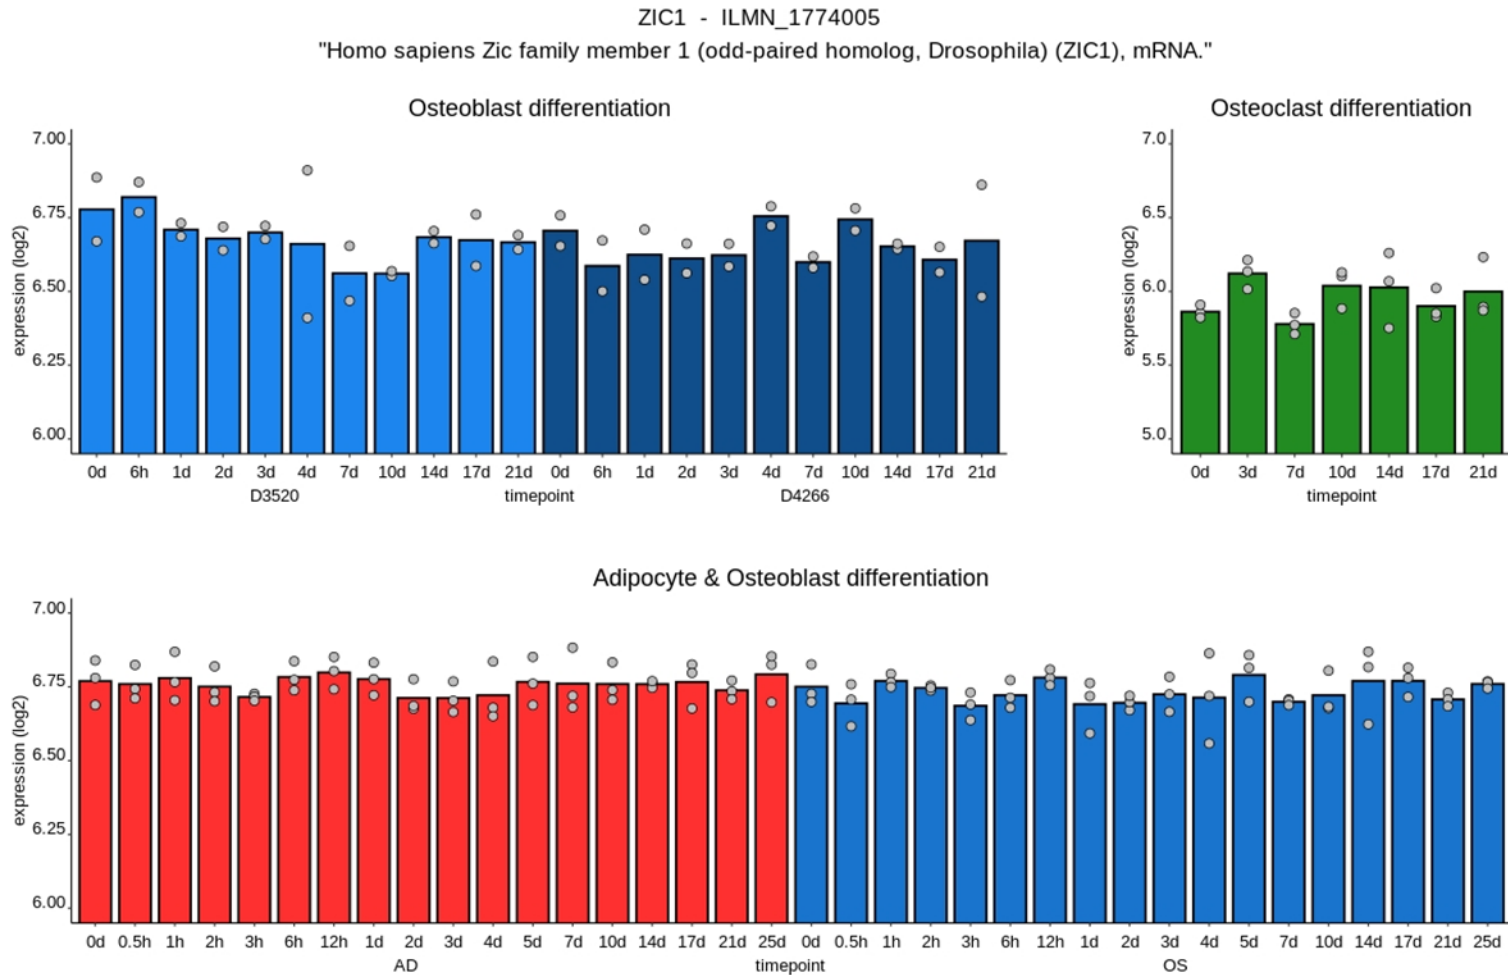 ZIC1 - ILMN_1774005
"Homo sapiens Zic family member 1 (odd-paired homolog, Drosophila) (ZIC1), mRNA."
Osteoblast differentiation
expression (log2)
7.00
6.75
6.50
6.25
6.00
0d 6h 1d 2d 3d 4d 7d 10d 14d 17d 21d 0d 6h 1d 2d 3d 4d 7d 10d 14d 17d 21d
D3520 timepoint D4266
Osteoclast differentiation
expression (log2)
7.0
6.5
6.0
5.5
5.0
0d 3d 7d 10d 14d 17d 21d
timepoint
Adipocyte & Osteoblast differentiation
expression (log2)
7.00
6.75
6.50
6.25
6.00
0d 0.5h 1h 2h 3h 6h 12h 1d 2d 3d 4d 5d 7d 10d 14d 17d 21d 25d 0d 0.5h 1h 2h 3h 6h 12h 1d 2d 3d 4d 5d 7d 10d 14d 17d 21d 25d
AD timepoint OS